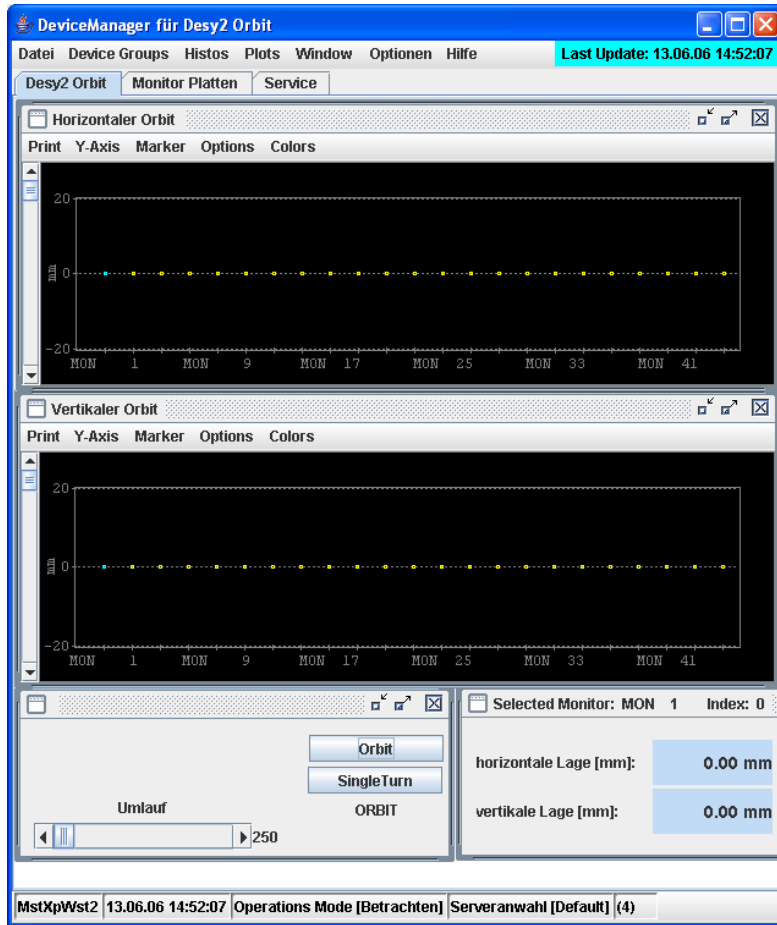 DeviceManager für Desy2 Orbit
Datei Device Groups Histos Plots Window Optionen Hilfe Last Update: 13.06.06 14:52:07
Desy2 Orbit Monitor Platten Service
Horizontaler Orbit
Print Y-Axis Marker Options Colors
20
mm 0
-20
MON 1 MON 9 MON 17 MON 25 MON 33 MON 41
Vertikaler Orbit
Print Y-Axis Marker Options Colors
20
mm 0
-20
MON 1 MON 9 MON 17 MON 25 MON 33 MON 41
Orbit
SingleTurn
Umlauf ORBIT
250
Selected Monitor: MON 1 Index: 0
horizontale Lage [mm]: 0.00 mm
vertikale Lage [mm]: 0.00 mm
MstXpWst2 13.06.06 14:52:07 Operations Mode [Betrachten] Serveranwahl [Default] (4)